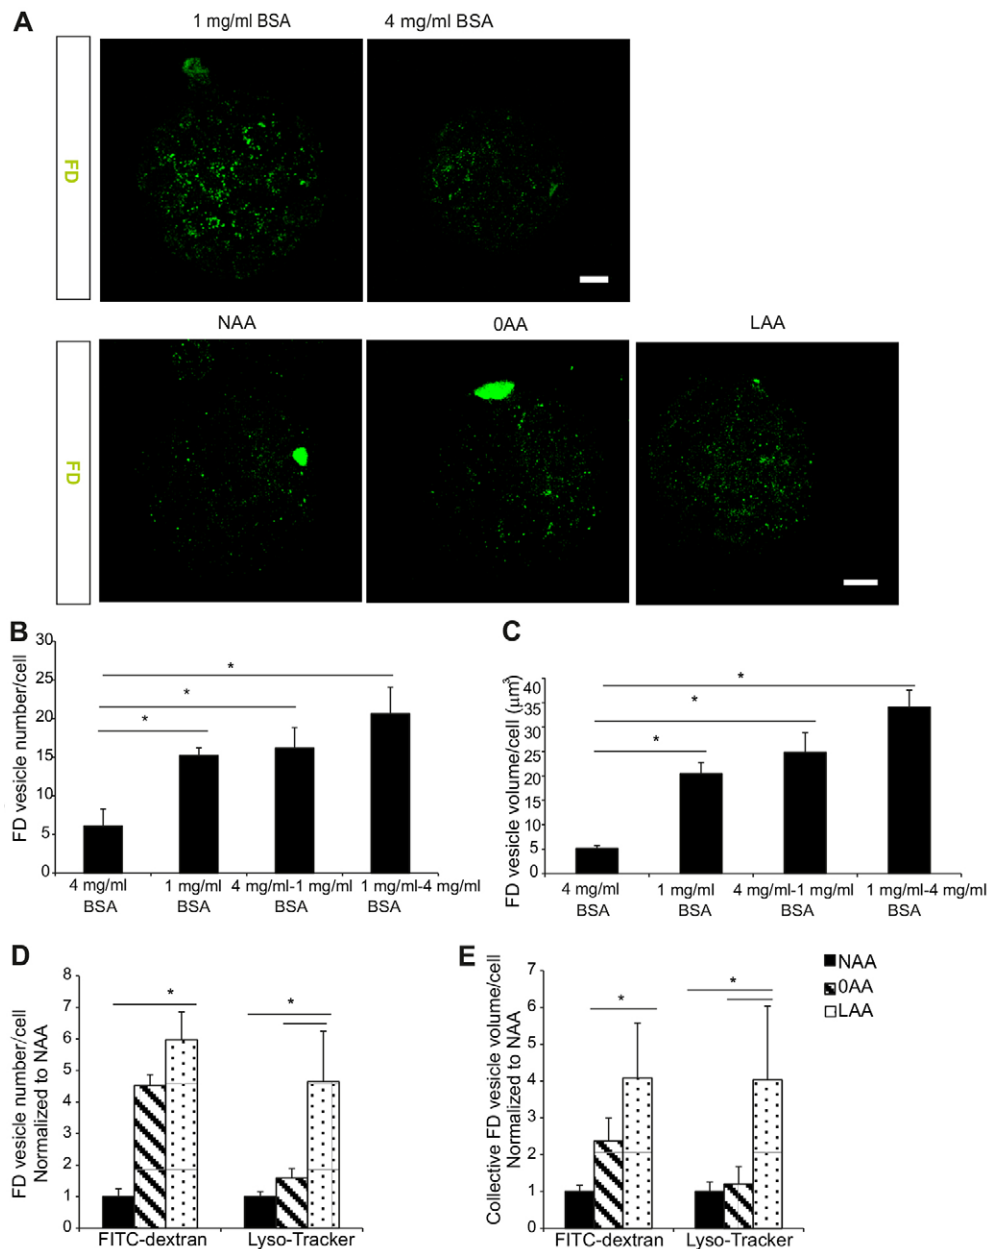 A
1 mg/ml BSA
4 mg/ml BSA
FD
NAA
0AA
LAA
FD
B
FD vesicle number/cell
30
25
20
15
10
5
0
*
*
*
4 mg/ml
BSA
1 mg/ml
BSA
4 mg/ml-1 mg/ml
BSA
1 mg/ml-4 mg/ml
BSA
C
FD vesicle volume/cell (μm³)
40
35
30
25
20
15
10
5
0
*
*
*
4 mg/ml
BSA
1 mg/ml
BSA
4 mg/ml-1 mg/ml
BSA
1 mg/ml-4 mg/ml
BSA
D
FD vesicle number/cell
Normalized to NAA
8
7
6
5
4
3
2
1
0
*
*
FITC-dextran
Lyso-Tracker
E
Collective FD vesicle volume/cell
Normalized to NAA
7
6
5
4
3
2
1
0
*
*
FITC-dextran
Lyso-Tracker
NAA
0AA
LAA